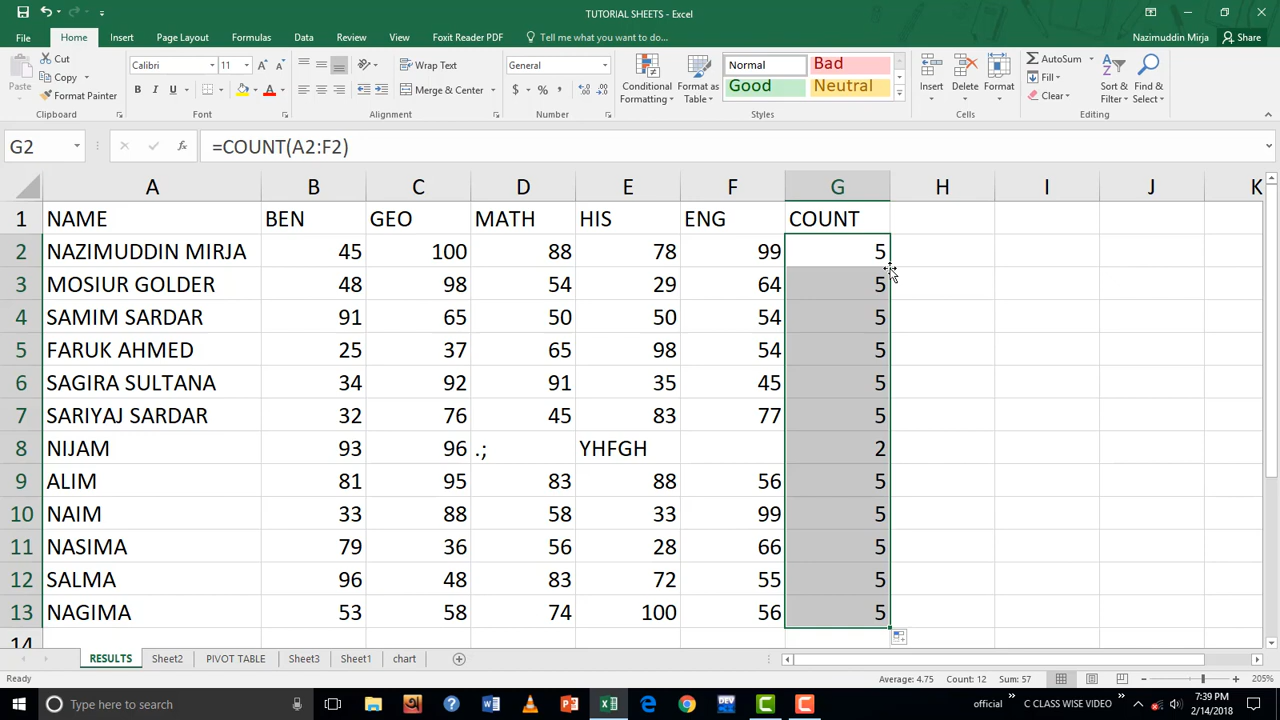 TUTORIAL SHEETS - Excel
File Home Insert Page Layout Formulas Data Review View Foxit Reader PDF Tell me what you want to do... Nazimuddin Mirja Share
Paste
Cut
Copy
Format Painter
Clipboard
Calibri 11
B I U
Font
Wrap Text
Merge & Center
Alignment
General
$ % ,
Number
Conditional Formatting
Format as Table
Normal Bad
Good Neutral
Styles
Insert Delete Format
Cells
AutoSum
Fill
Clear
Sort & Filter
Find & Select
Editing
G2 fx =COUNT(A2:F2)
A B C D E F G H I J K
1 NAME BEN GEO MATH HIS ENG COUNT
2 NAZIMUDDIN MIRJA 45 100 88 78 99 5
3 MOSIUR GOLDER 48 98 54 29 64 5
4 SAMIM SARDAR 91 65 50 50 54 5
5 FARUK AHMED 25 37 65 98 54 5
6 SAGIRA SULTANA 34 92 91 35 45 5
7 SARIYAJ SARDAR 32 76 45 83 77 5
8 NIJAM 93 96 .; YHFGH 2
9 ALIM 81 95 83 88 56 5
10 NAIM 33 88 58 33 99 5
11 NASIMA 79 36 56 28 66 5
12 SALMA 96 48 83 72 55 5
13 NAGIMA 53 58 74 100 56 5
14
RESULTS Sheet2 PIVOT TABLE Sheet3 Sheet1 chart
Ready Average: 4.75 Count: 12 Sum: 57 205%
Type here to search official C CLASS WISE VIDEO 7:39 PM
2/14/2018